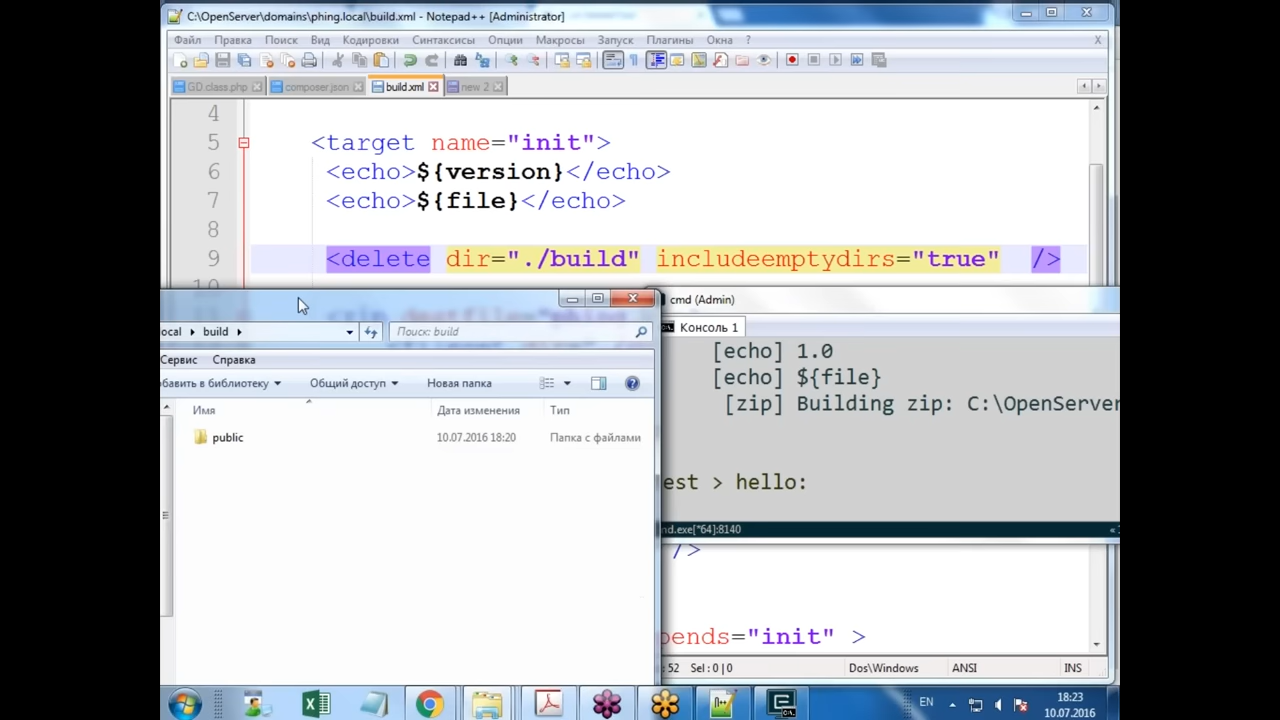 C:\OpenServer\domains\phing.local\build.xml - Notepad++ [Administrator]
Файл Правка Поиск Вид Кодировки Синтаксисы Опции Макросы Запуск Плагины Окна ? X
GD.class.php composer.json build.xml new 2
4
5 <target name="init">
6 <echo>${version}</echo>
7 <echo>${file}</echo>
8
9 <delete dir="./build" includeemptydirs="true" />
cmd (Admin)
ocal build Поиск: build
Консоль 1
Сервис Справка
[echo] 1.0
[echo] ${file}
обавить в библиотеку Общий доступ Новая папка
[zip] Building zip: C:\OpenServer
Имя Дата изменения Тип
public 10.07.2016 18:20 Папка с файлами
est > hello:
nd.exe[*64]:8140
/>
pends="init" >
: 52 Sel : 0 | 0 Dos\Windows ANSI INS
EN 18:23
10.07.2016